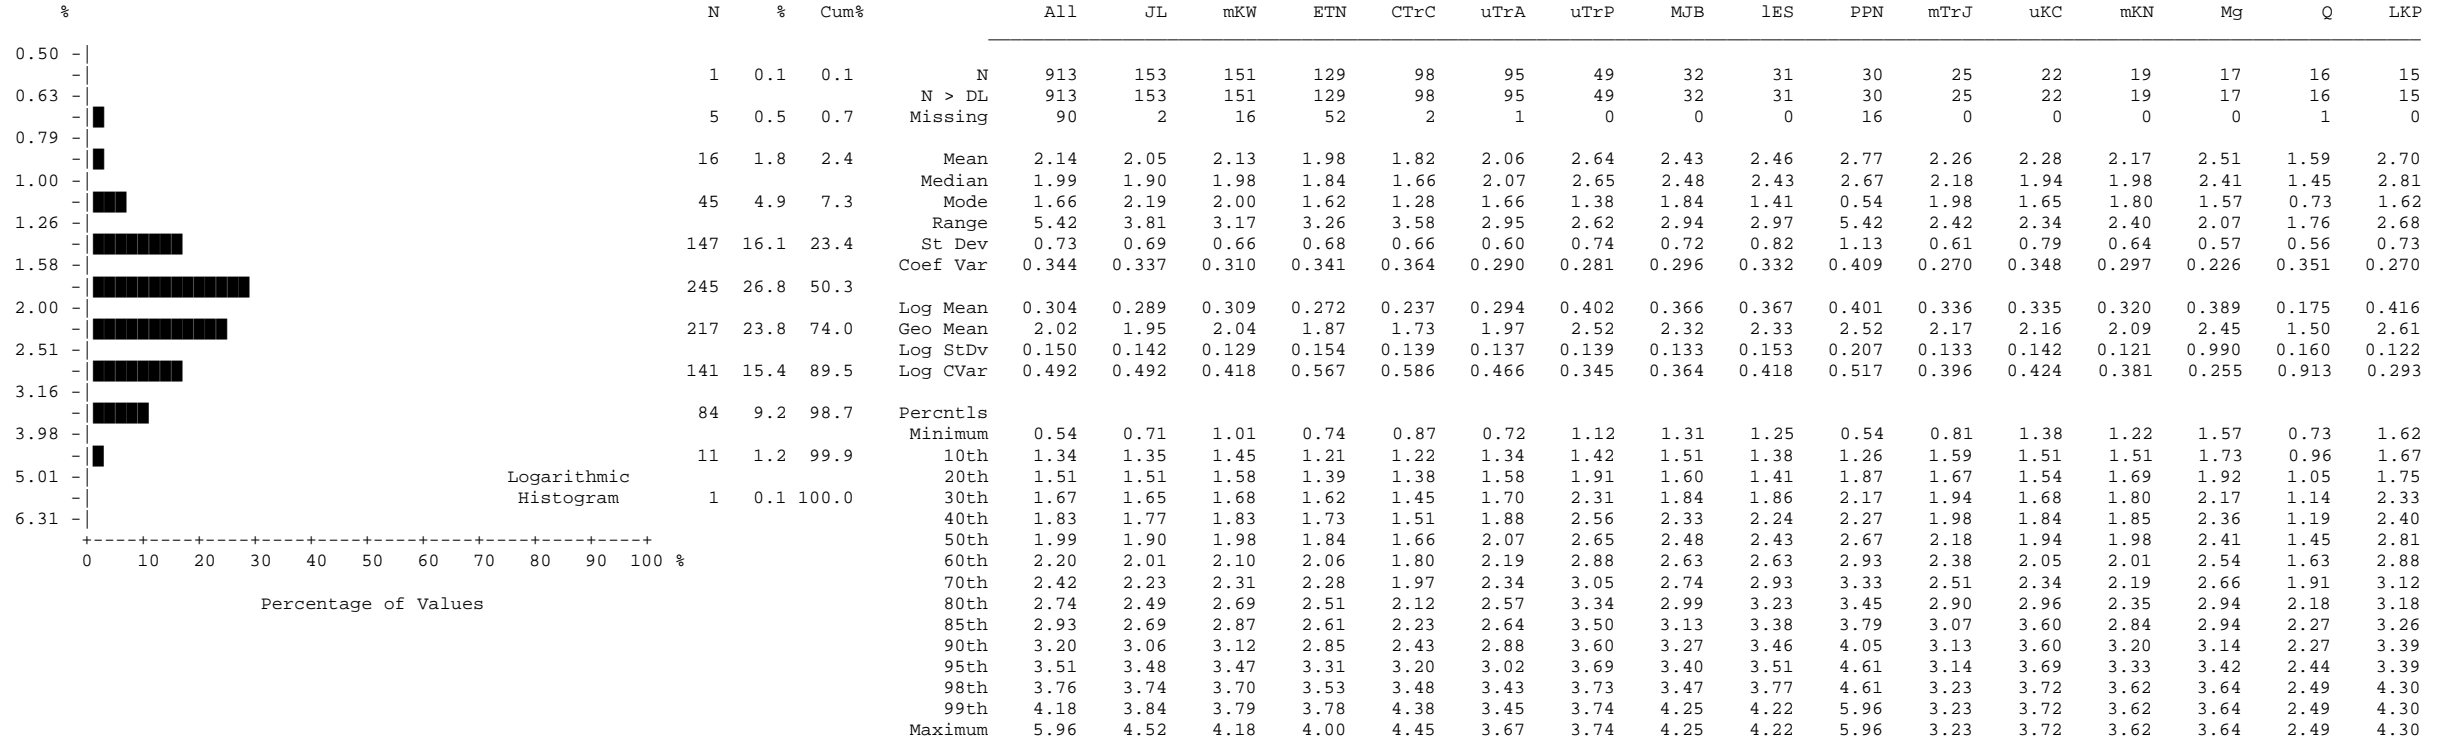 % N % Cum% All JL mKW ETN CTrC uTrA uTrP MJB lES PPN mTrJ uKC mKN Mg Q LKP
0.50
1 0.1 0.1 N 913 153 151 129 98 95 49 32 31 30 25 22 19 17 16 15
0.63 N > DL 913 153 151 129 98 95 49 32 31 30 25 22 19 17 16 15
5 0.5 0.7 Missing 90 2 16 52 2 1 0 0 0 16 0 0 0 0 1 0
0.79
16 1.8 2.4 Mean 2.14 2.05 2.13 1.98 1.82 2.06 2.64 2.43 2.46 2.77 2.26 2.28 2.17 2.51 1.59 2.70
1.00 Median 1.99 1.90 1.98 1.84 1.66 2.07 2.65 2.48 2.43 2.67 2.18 1.94 1.98 2.41 1.45 2.81
45 4.9 7.3 Mode 1.66 2.19 2.00 1.62 1.28 1.66 1.38 1.84 1.41 0.54 1.98 1.65 1.80 1.57 0.73 1.62
1.26 Range 5.42 3.81 3.17 3.26 3.58 2.95 2.62 2.94 2.97 5.42 2.42 2.34 2.40 2.07 1.76 2.68
147 16.1 23.4 St Dev 0.73 0.69 0.66 0.68 0.66 0.60 0.74 0.72 0.82 1.13 0.61 0.79 0.64 0.57 0.56 0.73
1.58 Coef Var 0.344 0.337 0.310 0.341 0.364 0.290 0.281 0.296 0.332 0.409 0.270 0.348 0.297 0.226 0.351 0.270
245 26.8 50.3
2.00 Log Mean 0.304 0.289 0.309 0.272 0.237 0.294 0.402 0.366 0.367 0.401 0.336 0.335 0.320 0.389 0.175 0.416
217 23.8 74.0 Geo Mean 2.02 1.95 2.04 1.87 1.73 1.97 2.52 2.32 2.33 2.52 2.17 2.16 2.09 2.45 1.50 2.61
2.51 Log StDv 0.150 0.142 0.129 0.154 0.139 0.137 0.139 0.133 0.153 0.207 0.133 0.142 0.121 0.990 0.160 0.122
141 15.4 89.5 Log CVar 0.492 0.492 0.418 0.567 0.586 0.466 0.345 0.364 0.418 0.517 0.396 0.424 0.381 0.255 0.913 0.293
3.16
84 9.2 98.7 Percntls
3.98 Minimum 0.54 0.71 1.01 0.74 0.87 0.72 1.12 1.31 1.25 0.54 0.81 1.38 1.22 1.57 0.73 1.62
11 1.2 99.9 10th 1.34 1.35 1.45 1.21 1.22 1.34 1.42 1.51 1.38 1.26 1.59 1.51 1.51 1.73 0.96 1.67
5.01 Logarithmic 20th 1.51 1.51 1.58 1.39 1.38 1.58 1.91 1.60 1.41 1.87 1.67 1.54 1.69 1.92 1.05 1.75
Histogram 1 0.1 100.0 30th 1.67 1.65 1.68 1.62 1.45 1.70 2.31 1.84 1.86 2.17 1.94 1.68 1.80 2.17 1.14 2.33
6.31 40th 1.83 1.77 1.83 1.73 1.51 1.88 2.56 2.33 2.24 2.27 1.98 1.84 1.85 2.36 1.19 2.40
50th 1.99 1.90 1.98 1.84 1.66 2.07 2.65 2.48 2.43 2.67 2.18 1.94 1.98 2.41 1.45 2.81
0 10 20 30 40 50 60 70 80 90 100 % 60th 2.20 2.01 2.10 2.06 1.80 2.19 2.88 2.63 2.63 2.93 2.38 2.05 2.01 2.54 1.63 2.88
70th 2.42 2.23 2.31 2.28 1.97 2.34 3.05 2.74 2.93 3.33 2.51 2.34 2.19 2.66 1.91 3.12
Percentage of Values 80th 2.74 2.49 2.69 2.51 2.12 2.57 3.34 2.99 3.23 3.45 2.90 2.96 2.35 2.94 2.18 3.18
85th 2.93 2.69 2.87 2.61 2.23 2.64 3.50 3.13 3.38 3.79 3.07 3.60 2.84 2.94 2.27 3.26
90th 3.20 3.06 3.12 2.85 2.43 2.88 3.60 3.27 3.46 4.05 3.13 3.60 3.20 3.14 2.27 3.39
95th 3.51 3.48 3.47 3.31 3.20 3.02 3.69 3.40 3.51 4.61 3.14 3.69 3.33 3.42 2.44 3.39
98th 3.76 3.74 3.70 3.53 3.48 3.43 3.73 3.47 3.77 4.61 3.23 3.72 3.62 3.64 2.49 4.30
99th 4.18 3.84 3.79 3.78 4.38 3.45 3.74 4.25 4.22 5.96 3.23 3.72 3.62 3.64 2.49 4.30
Maximum 5.96 4.52 4.18 4.00 4.45 3.67 3.74 4.25 4.22 5.96 3.23 3.72 3.62 3.64 2.49 4.30